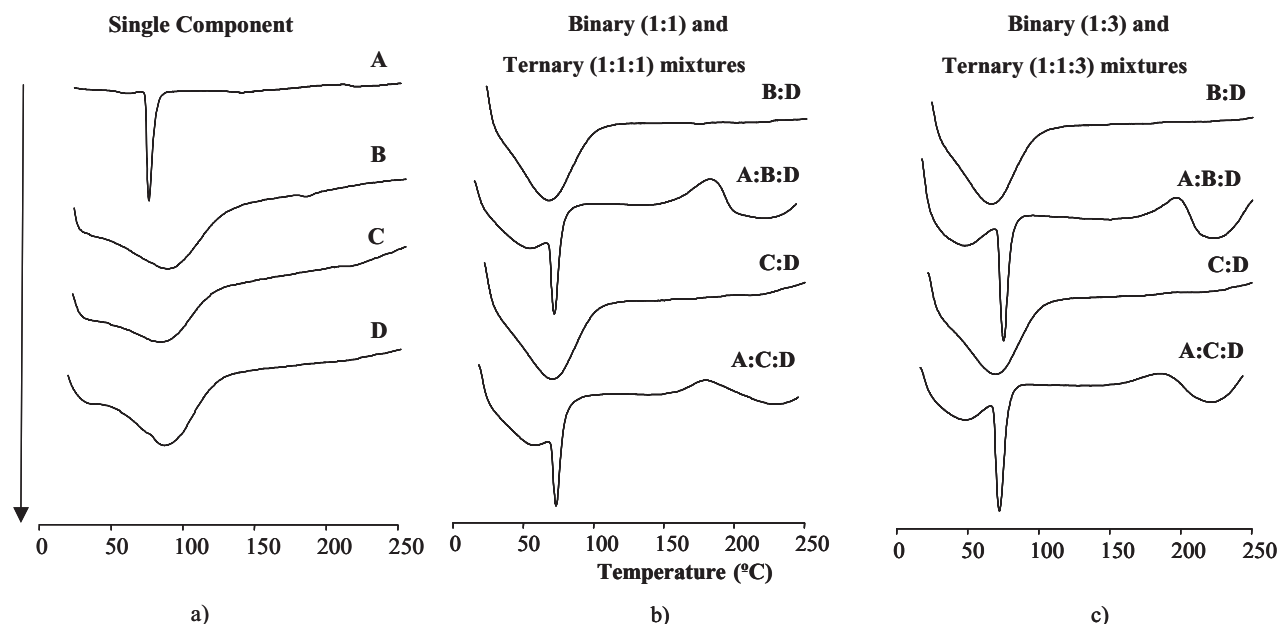 Single Component
A
B
C
D
0 50 100 150 200 250
a)
Binary (1:1) and
Ternary (1:1:1) mixtures
B:D
A:B:D
C:D
A:C:D
0 50 100 150 200 250
Temperature (ºC)
b)
Binary (1:3) and
Ternary (1:1:3) mixtures
B:D
A:B:D
C:D
A:C:D
0 50 100 150 200 250
c)